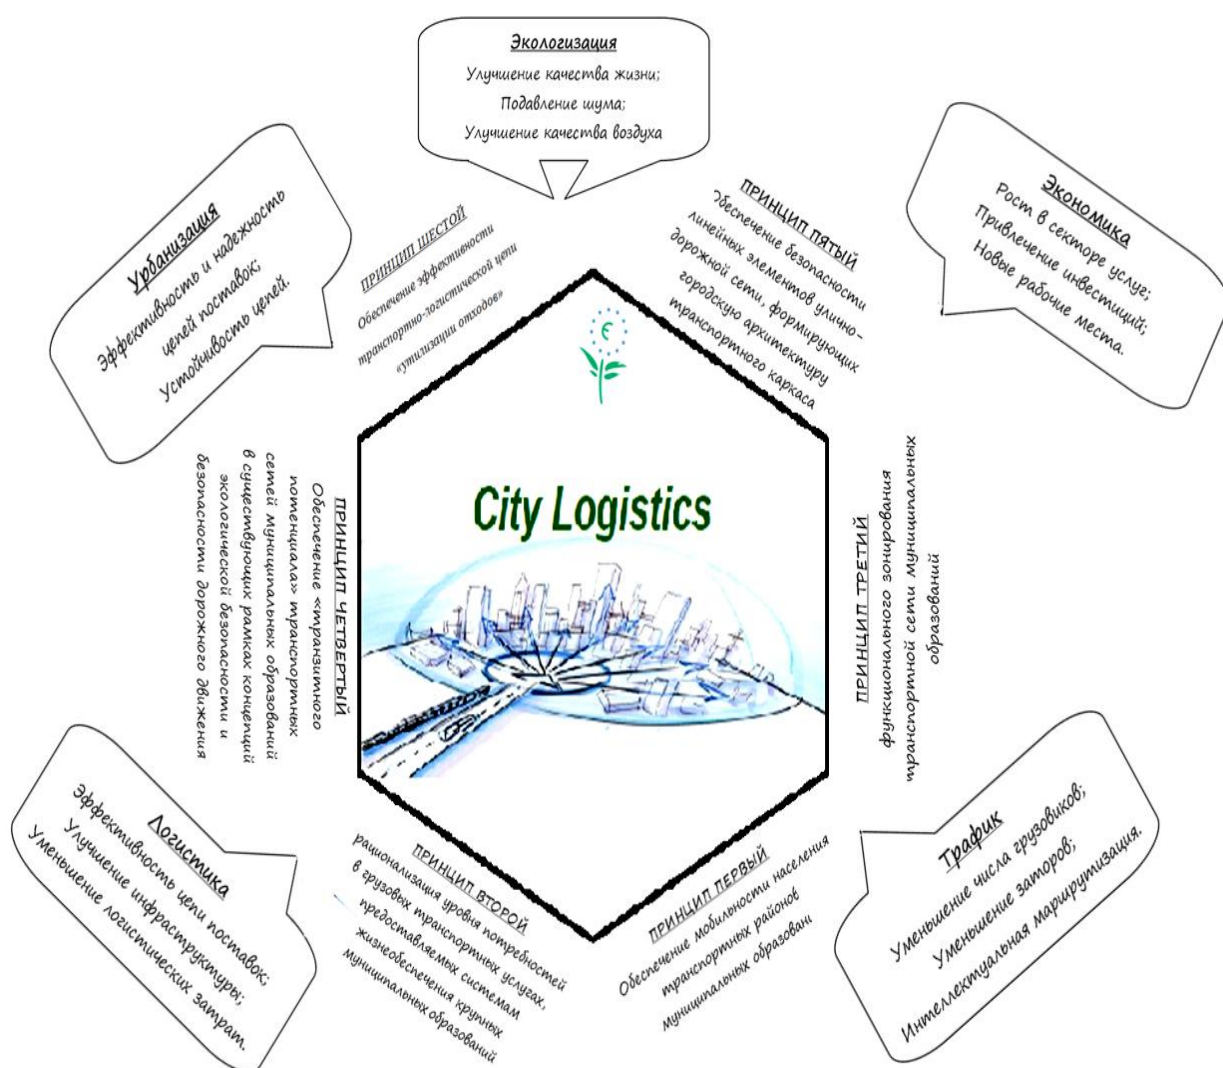 Экологизация
Улучшение качества жизни;
Подавление шума;
Улучшение качества воздуха
Урбанизация
Эффективность и надежность
цепей поставок;
Устойчивость цепей.
ПРИНЦИП ШЕСТОЙ
Обеспечение эффективности
транспортно-логистической цепи
«утилизации отходов»
ПРИНЦИП ПЯТЫЙ
Обеспечение безопасности
линейных элементов улично-
дорожной сети, формирующих
городскую архитектуру
транспортного каркаса
Экономика
Рост в секторе услуг;
Привлечение инвестиций;
Новые рабочие места.
ПРИНЦИП ЧЕТВЕРТЫЙ
Обеспечение «транзитного
потенциала» транспортных
сетей муниципальных образований
в существующих рамках концепций
экологической безопасности и
безопасности дорожного движения
є
City Logistics
ПРИНЦИП ТРЕТИЙ
функционального зонирования
транспортной сети муниципальных
образований
Логистика
Эффективность цепи поставок;
Улучшение инфраструктуры;
Уменьшение логистических затрат.
ПРИНЦИП ВТОРОЙ
рационализация уровня потребностей
в грузовых транспортных услугах,
предоставляемых системам
жизнеобеспечения крупных
муниципальных образований
ПРИНЦИП ПЕРВЫЙ
Обеспечение мобильности населения
транспортных районов
муниципальных образовани
Трафик
Уменьшение числа грузовиков;
Уменьшение заторов;
Интеллектуальная маршрутизация.